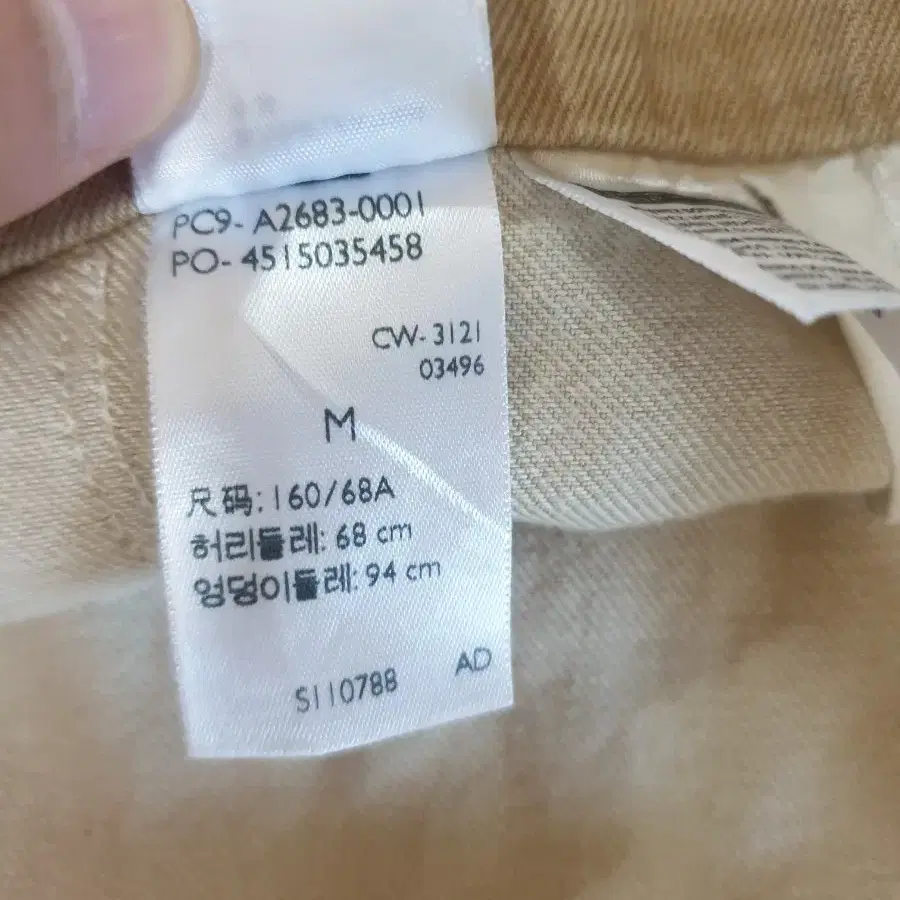 PC9-A2683-0001
PO-4515035458
CW-3121
03496
M
尺码:160/68A
허리둘레: 68 cm
엉덩이둘레: 94 cm
S110788 AD